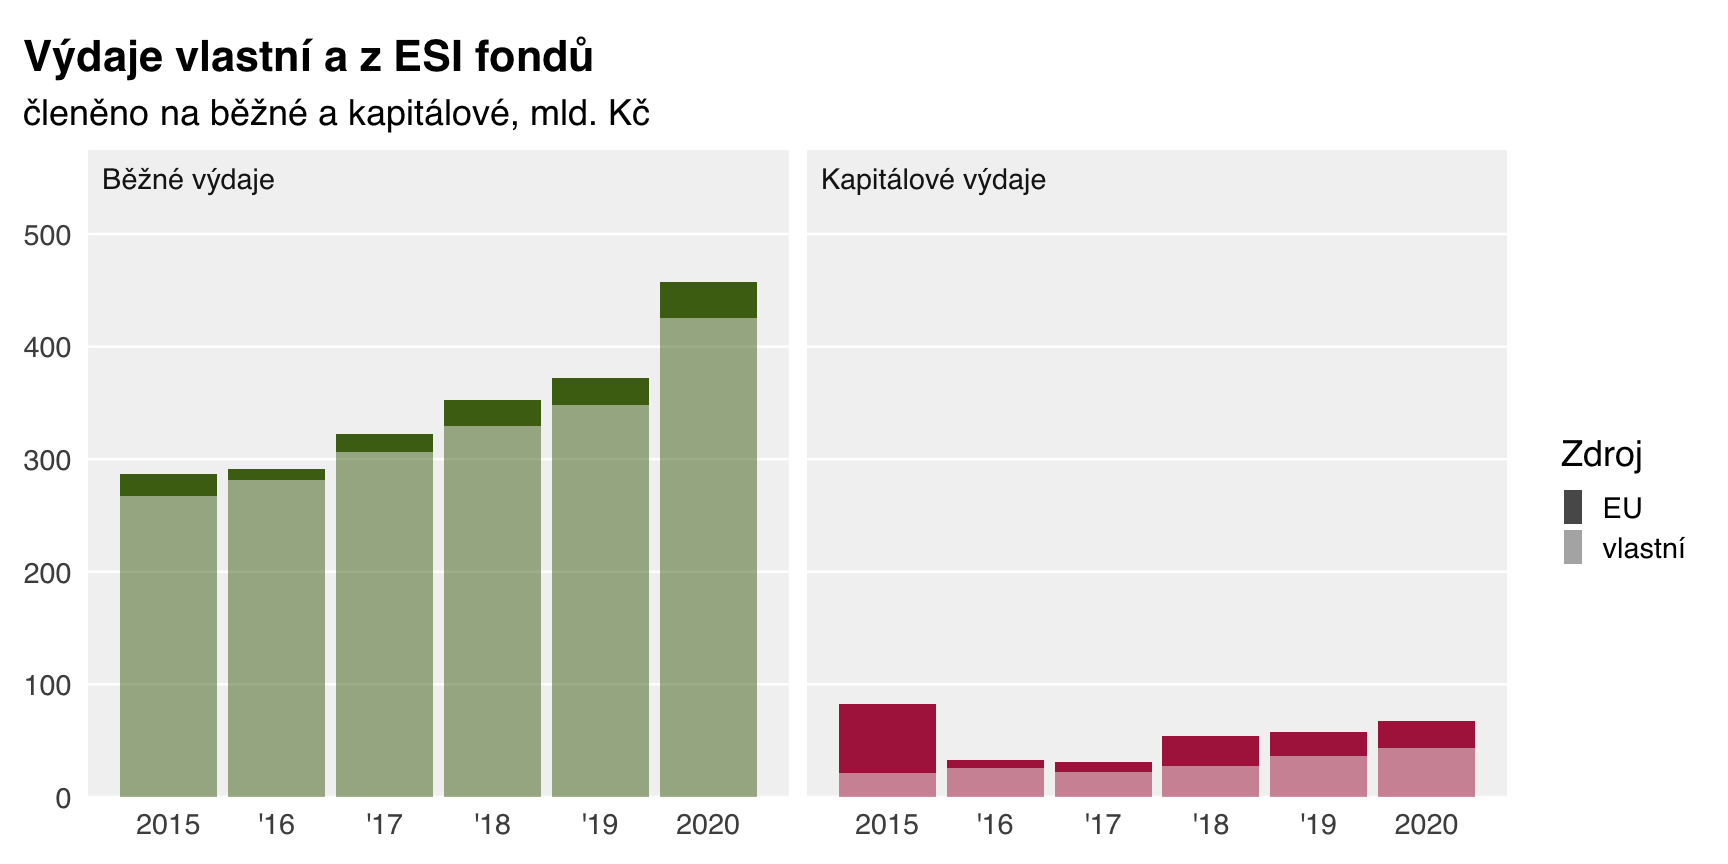 Výdaje vlastní a z ESI fondů
členěno na běžné a kapitálové, mld. Kč
Běžné výdaje
Kapitálové výdaje
500
400
300
200
100
0
2015 '16 '17 '18 '19 2020
2015 '16 '17 '18 '19 2020
Zdroj
EU
vlastní